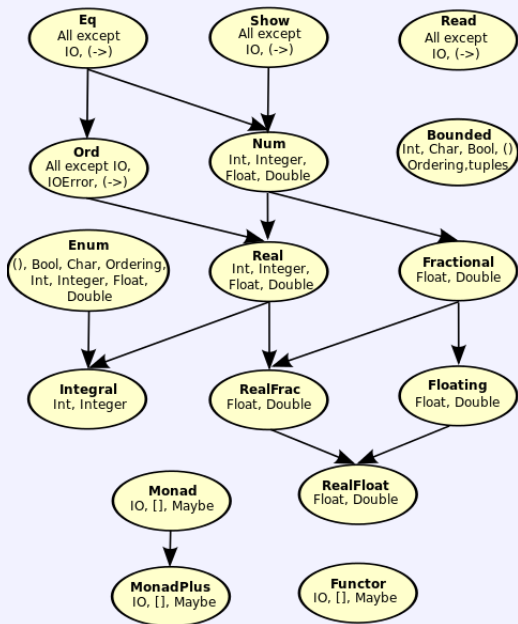 Eq
All except
IO, (->)
Show
All except
IO, (->)
Read
All except
IO, (->)
Ord
All except IO,
IOError, (->)
Num
Int, Integer,
Float, Double
Bounded
Int, Char, Bool, ()
Ordering,tuples
Enum
(), Bool, Char, Ordering,
Int, Integer, Float,
Double
Real
Int, Integer,
Float, Double
Fractional
Float, Double
Integral
Int, Integer
RealFrac
Float, Double
Floating
Float, Double
RealFloat
Float, Double
Monad
IO, [], Maybe
MonadPlus
IO, [], Maybe
Functor
IO, [], Maybe